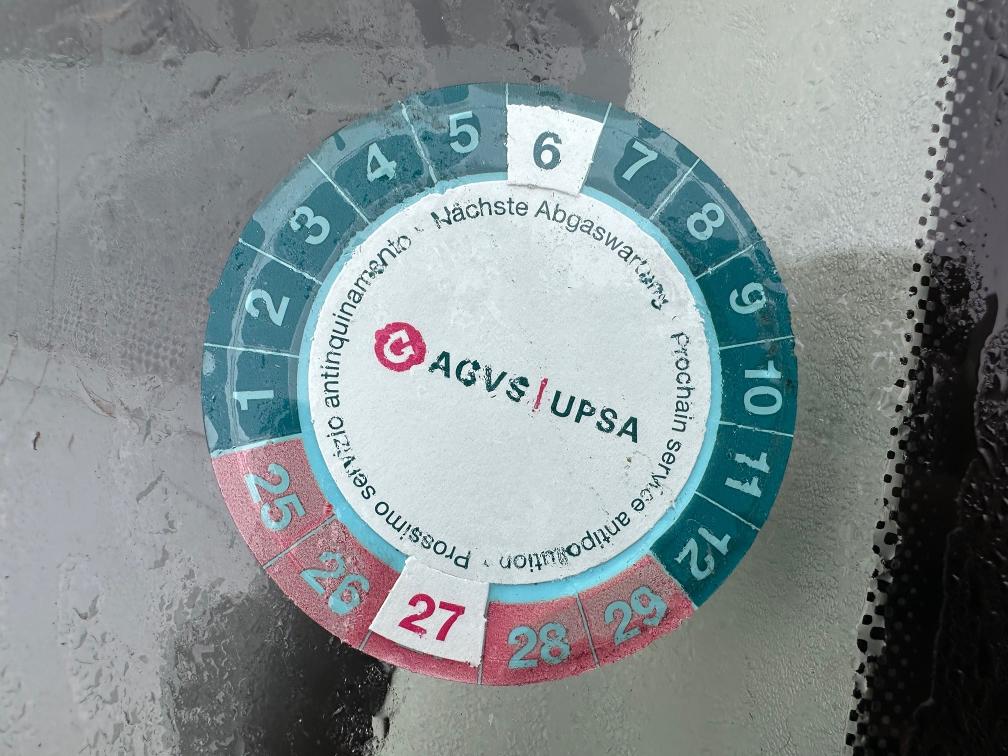 1 2 3 4 5 6 7 8 9 10 11 12
25 26 27 28 29
Nächste Abgaswartung · Prochain service antipollution · Prossimo servizio antinquinamento ·
AGVS|UPSA